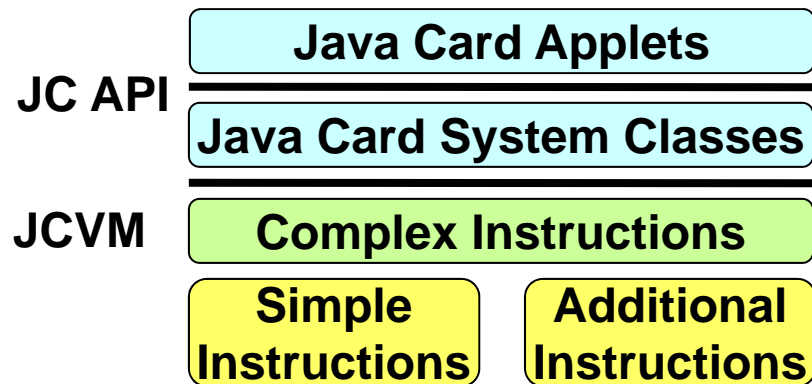 Java Card Applets
JC API
Java Card System Classes
JCVM
Complex Instructions
Simple
Instructions
Additional
Instructions